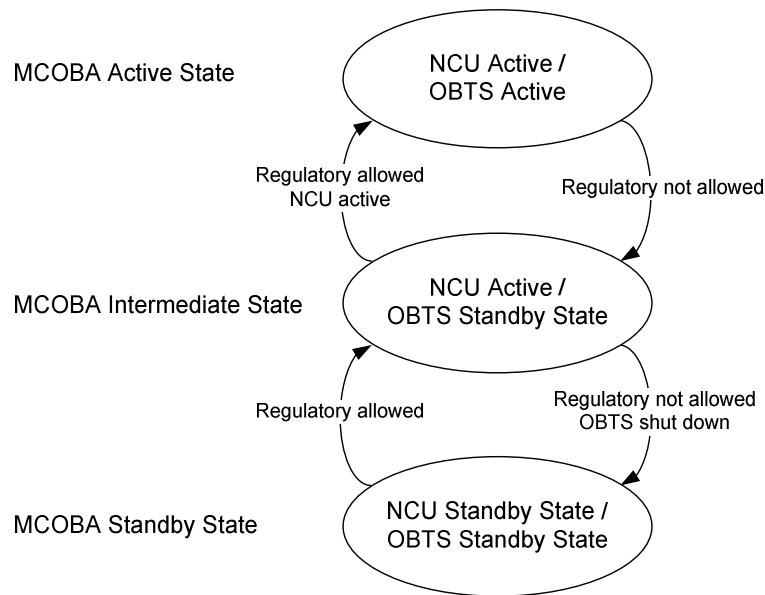 MCOBA Active State
NCU Active /
OBTS Active
Regulatory allowed
NCU active
Regulatory not allowed
MCOBA Intermediate State
NCU Active /
OBTS Standby State
Regulatory allowed
Regulatory not allowed
OBTS shut down
MCOBA Standby State
NCU Standby State /
OBTS Standby State